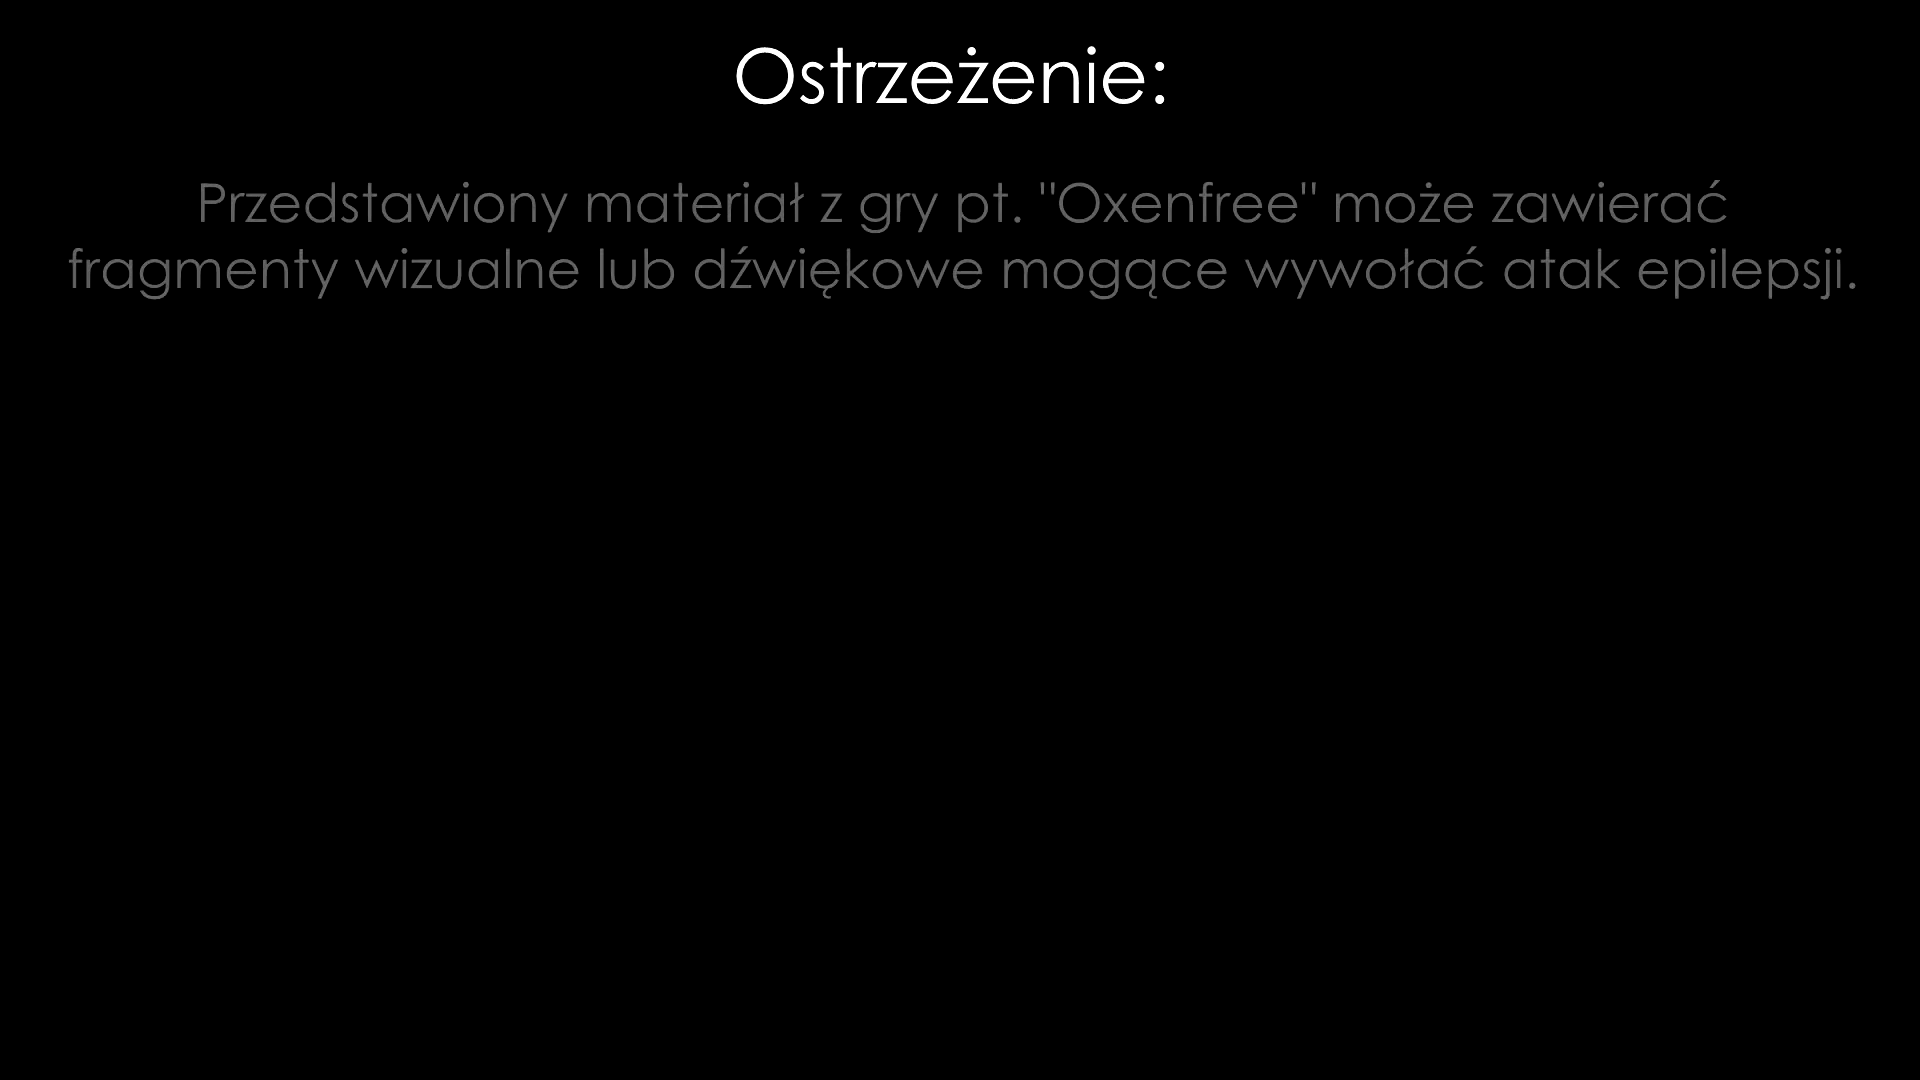 Ostrzeżenie:
Przedstawiony materiał z gry pt. "Oxenfree" może zawierać
fragmenty wizualne lub dźwiękowe mogące wywołać atak epilepsji.